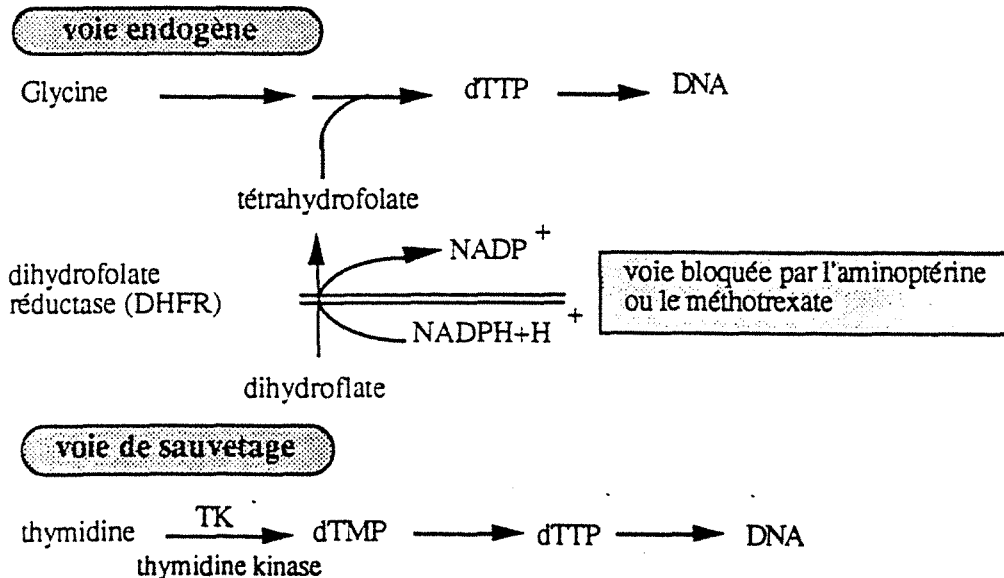 voie endogène
Glycine
dTTP
DNA
tétrahydrofolate
NADP +
dihydrofolate
réductase (DHFR)
voie bloquée par l'aminoptérine
ou le méthotrexate
NADPH+H +
dihydroflate
voie de sauvetage
thymidine
TK
dTMP
dTTP
DNA
thymidine kinase